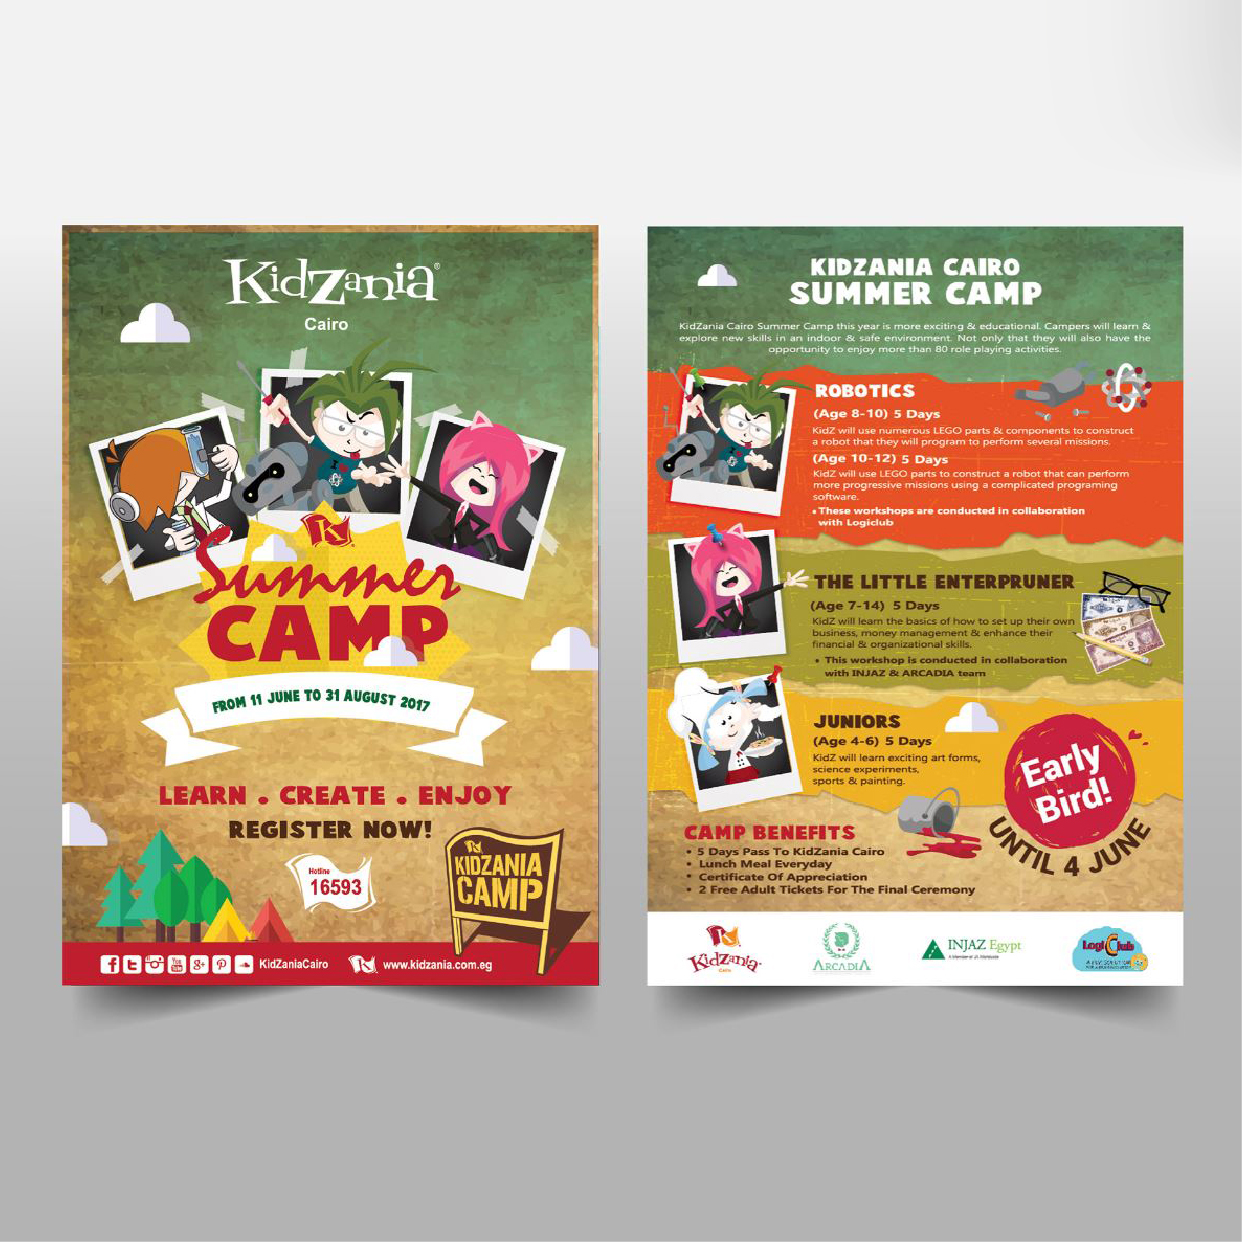 KidZania®
Cairo
Summer
CAMP
FROM 11 JUNE TO 31 AUGUST 2017
LEARN . CREATE . ENJOY
REGISTER NOW!
Hotline
16593
KIDZANIA
CAMP
KidZaniaCairo
www.kidzania.com.eg
KIDZANIA CAIRO
SUMMER CAMP
KidZania Cairo Summer Camp this year is more exciting & educational. Campers will learn &
explore new skills in an indoor & safe environment. Not only that they will also have the
opportunity to enjoy more than 80 role playing activities.
ROBOTICS
(Age 8-10) 5 Days
KidZ will use numerous LEGO parts & components to construct
a robot that they will program to perform several missions.
(Age 10-12) 5 Days
KidZ will use LEGO parts to construct a robot that can perform
more progressive missions using a complicated programing
software.
• These workshops are conducted in collaboration
with Logiclub
THE LITTLE ENTERPRUNER
(Age 7-14) 5 Days
KidZ will learn the basics of how to set up their own
business, money management & enhance their
financial & organizational skills.
• This workshop is conducted in collaboration
with INJAZ & ARCADIA team
JUNIORS
(Age 4-6) 5 Days
KidZ will learn exciting art forms,
science experiments,
sports & painting.
Early
Bird!
UNTIL 4 JUNE
CAMP BENEFITS
• 5 Days Pass To KidZania Cairo
• Lunch Meal Everyday
• Certificate Of Appreciation
• 2 Free Adult Tickets For The Final Ceremony
KidZania
Cairo
ARCADIA
INJAZ Egypt
LogiClub